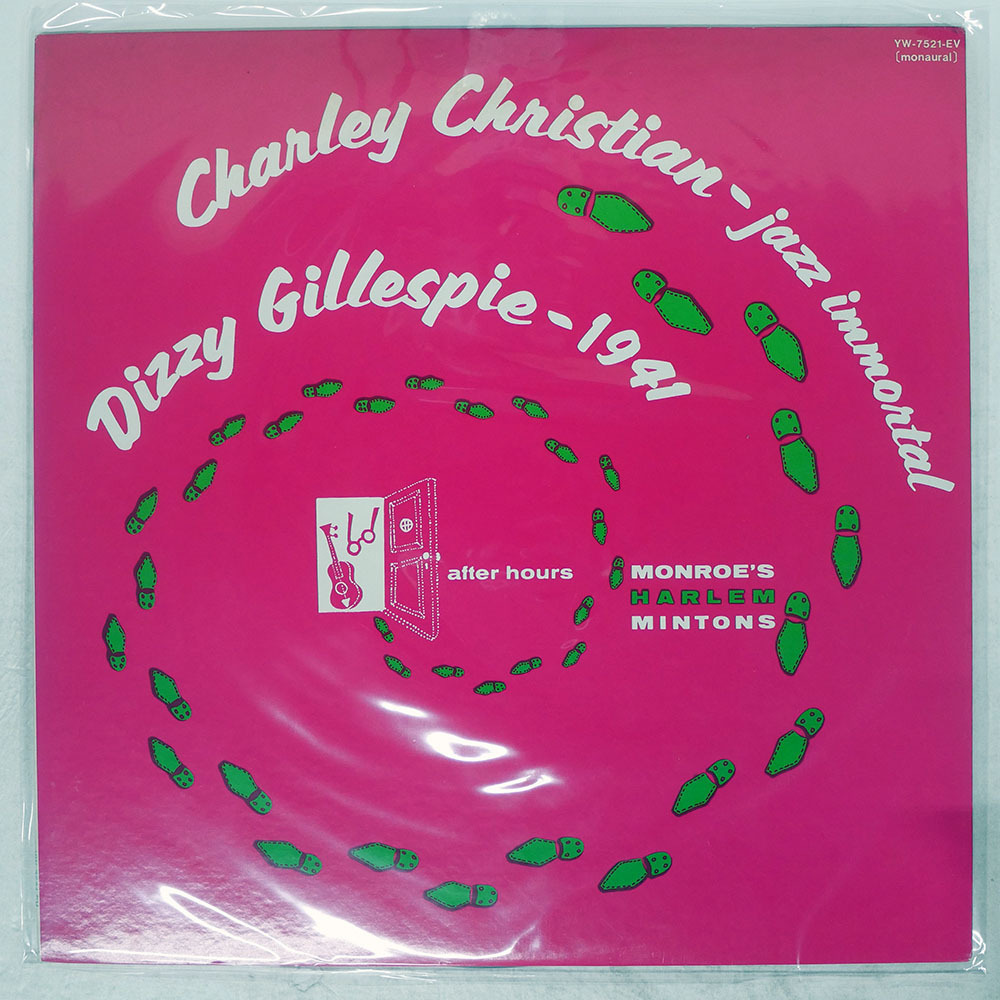 YW-7521-EV
(monaural)
Charley Christian - jazz immortal
Dizzy Gillespie - 1941
after hours
MONROE'S
HARLEM
MINTONS